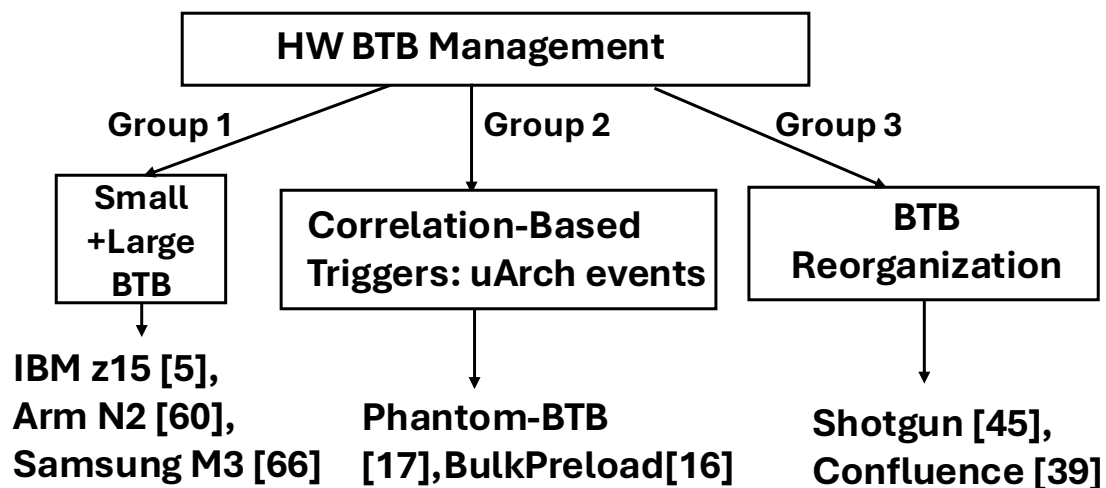 HW BTB Management
Group 1
Group 2
Group 3
Small
+Large
BTB
Correlation-Based
Triggers: uArch events
BTB
Reorganization
IBM z15 [5],
Arm N2 [60],
Samsung M3 [66]
Phantom-BTB
[17],BulkPreload[16]
Shotgun [45],
Confluence [39]